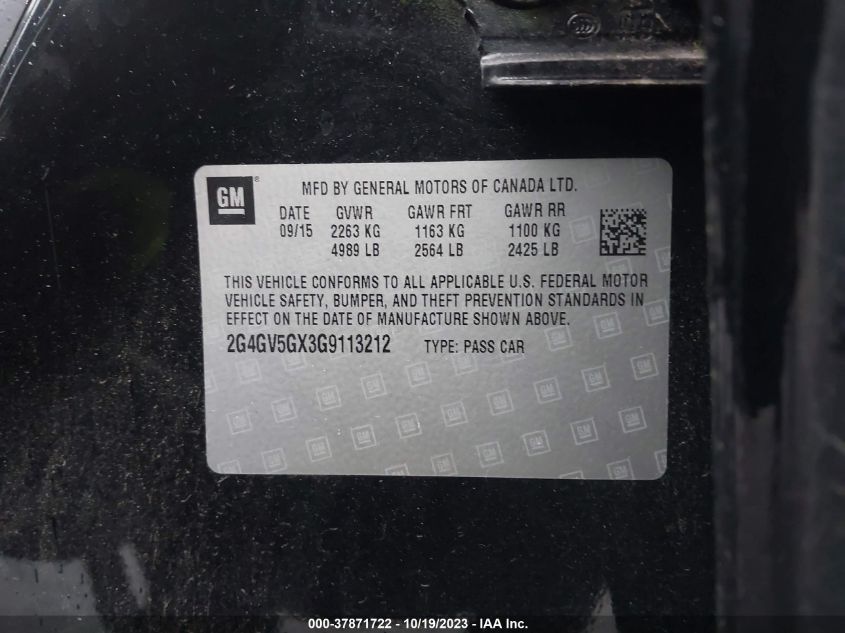 GM ®
MFD BY GENERAL MOTORS OF CANADA LTD.
DATE GVWR GAWR FRT GAWR RR
09/15 2263 KG 1163 KG 1100 KG
4989 LB 2564 LB 2425 LB
THIS VEHICLE CONFORMS TO ALL APPLICABLE U.S. FEDERAL MOTOR
VEHICLE SAFETY, BUMPER, AND THEFT PREVENTION STANDARDS IN
EFFECT ON THE DATE OF MANUFACTURE SHOWN ABOVE.
2G4GV5GX3G9113212 TYPE: PASS CAR
000-37871722 - 10/19/2023 - IAA Inc.